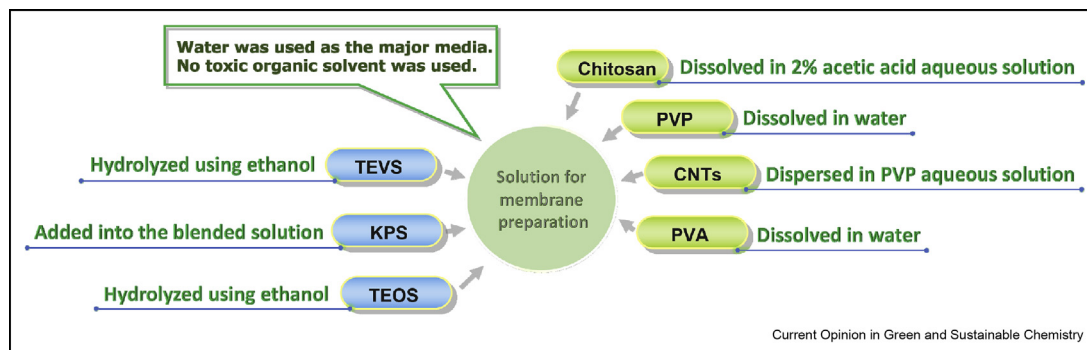 Water was used as the major media.
No toxic organic solvent was used.
Chitosan
Dissolved in 2% acetic acid aqueous solution
PVP
Dissolved in water
Hydrolyzed using ethanol
TEVS
CNTs
Dispersed in PVP aqueous solution
Solution for
membrane
preparation
Added into the blended solution
KPS
PVA
Dissolved in water
Hydrolyzed using ethanol
TEOS
Current Opinion in Green and Sustainable Chemistry